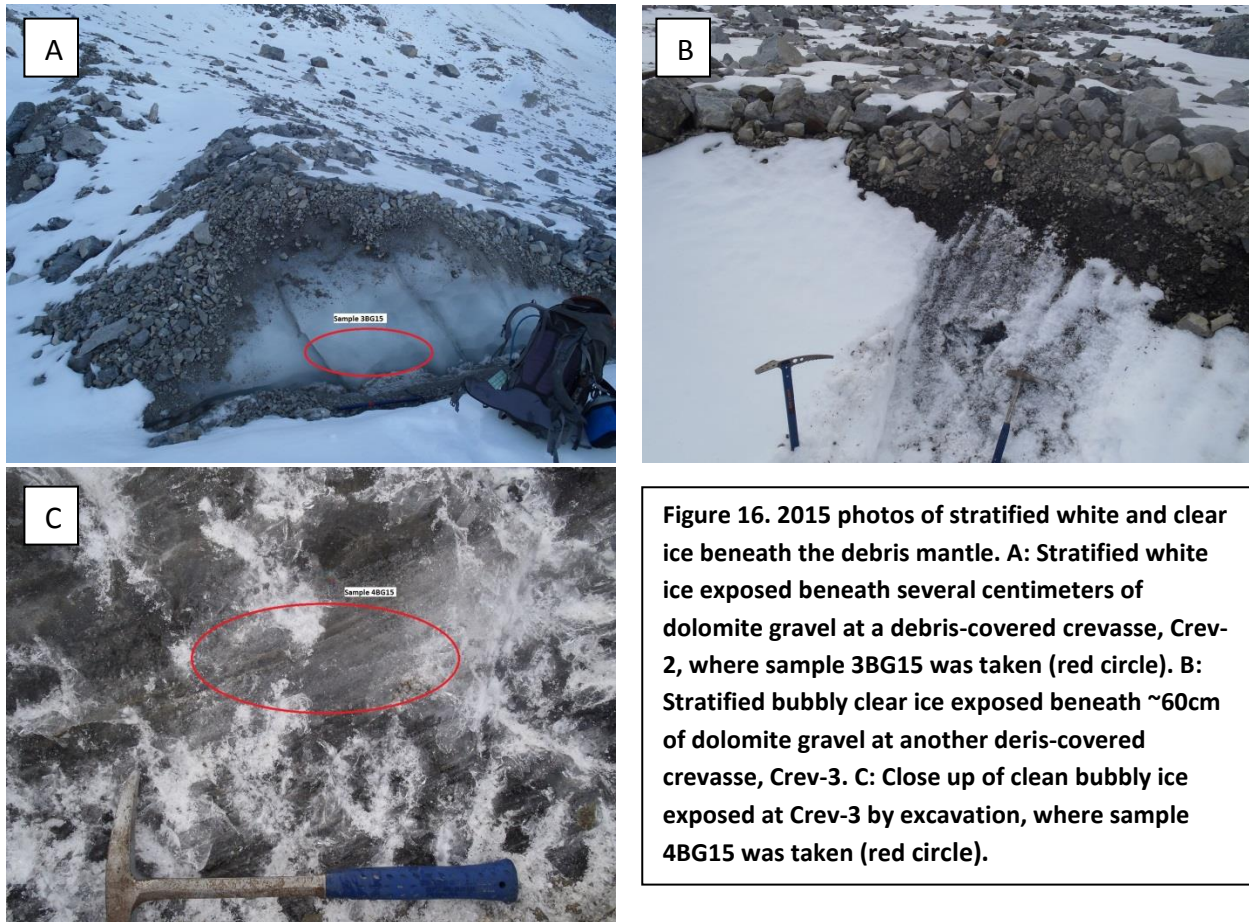 A
B
Sample 3BG15
C
Sample 4BG15
Figure 16. 2015 photos of stratified white and clear
ice beneath the debris mantle. A: Stratified white
ice exposed beneath several centimeters of
dolomite gravel at a debris-covered crevasse, Crev-
2, where sample 3BG15 was taken (red circle). B:
Stratified bubbly clear ice exposed beneath ~60cm
of dolomite gravel at another deris-covered
crevasse, Crev-3. C: Close up of clean bubbly ice
exposed at Crev-3 by excavation, where sample
4BG15 was taken (red circle).